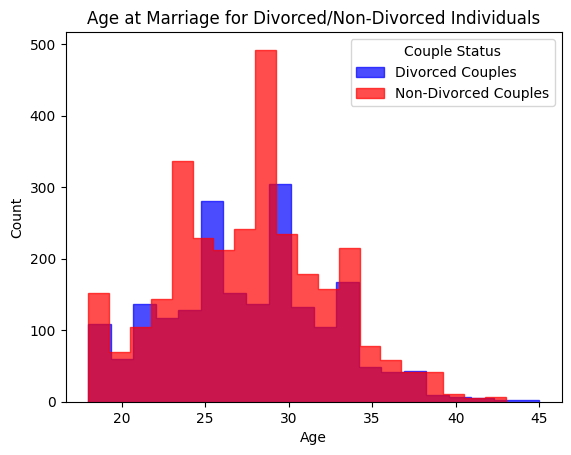 Age at Marriage for Divorced/Non-Divorced Individuals
Couple Status
Divorced Couples
Non-Divorced Couples
500
400
300
200
100
0
Count
20 25 30 35 40 45
Age